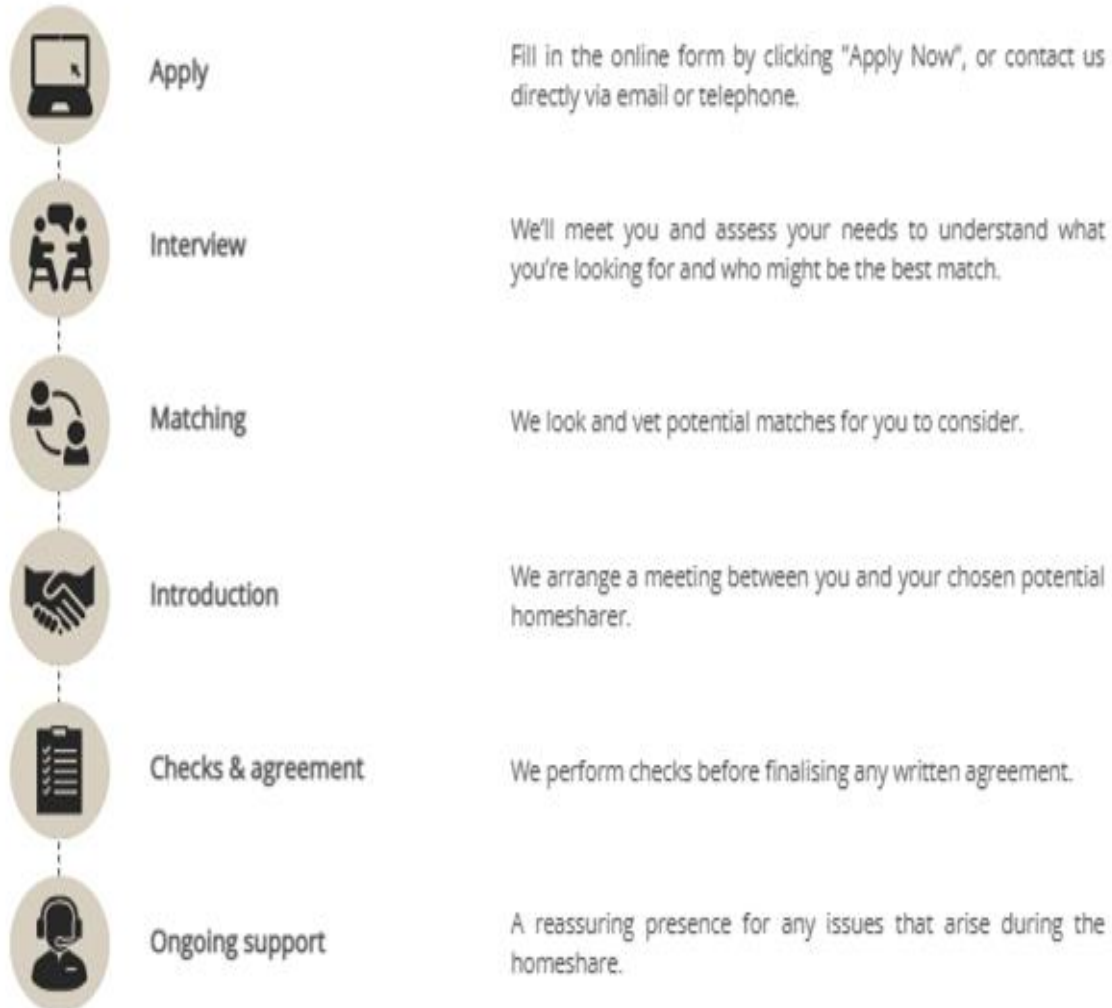 Apply
Fill in the online form by clicking "Apply Now", or contact us
directly via email or telephone.
Interview
We'll meet you and assess your needs to understand what
you're looking for and who might be the best match.
Matching
We look and vet potential matches for you to consider.
Introduction
We arrange a meeting between you and your chosen potential
homesharer.
Checks & agreement
We perform checks before finalising any written agreement.
Ongoing support
A reassuring presence for any issues that arise during the
homeshare.